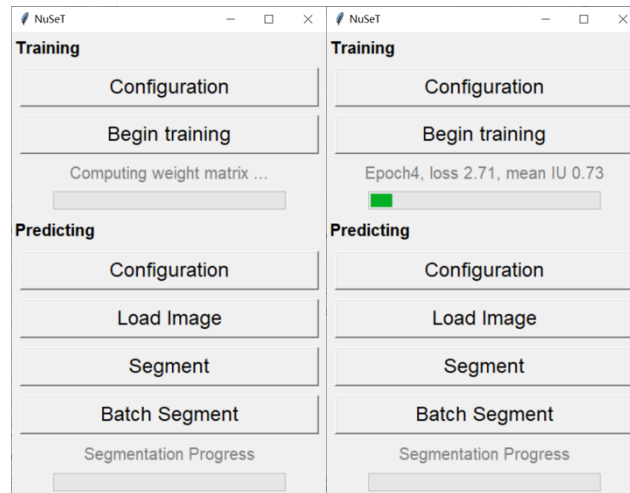 NuSeT
Training
Configuration
Begin training
Computing weight matrix ...
Predicting
Configuration
Load Image
Segment
Batch Segment
Segmentation Progress
NuSeT
Training
Configuration
Begin training
Epoch4, loss 2.71, mean IU 0.73
Predicting
Configuration
Load Image
Segment
Batch Segment
Segmentation Progress